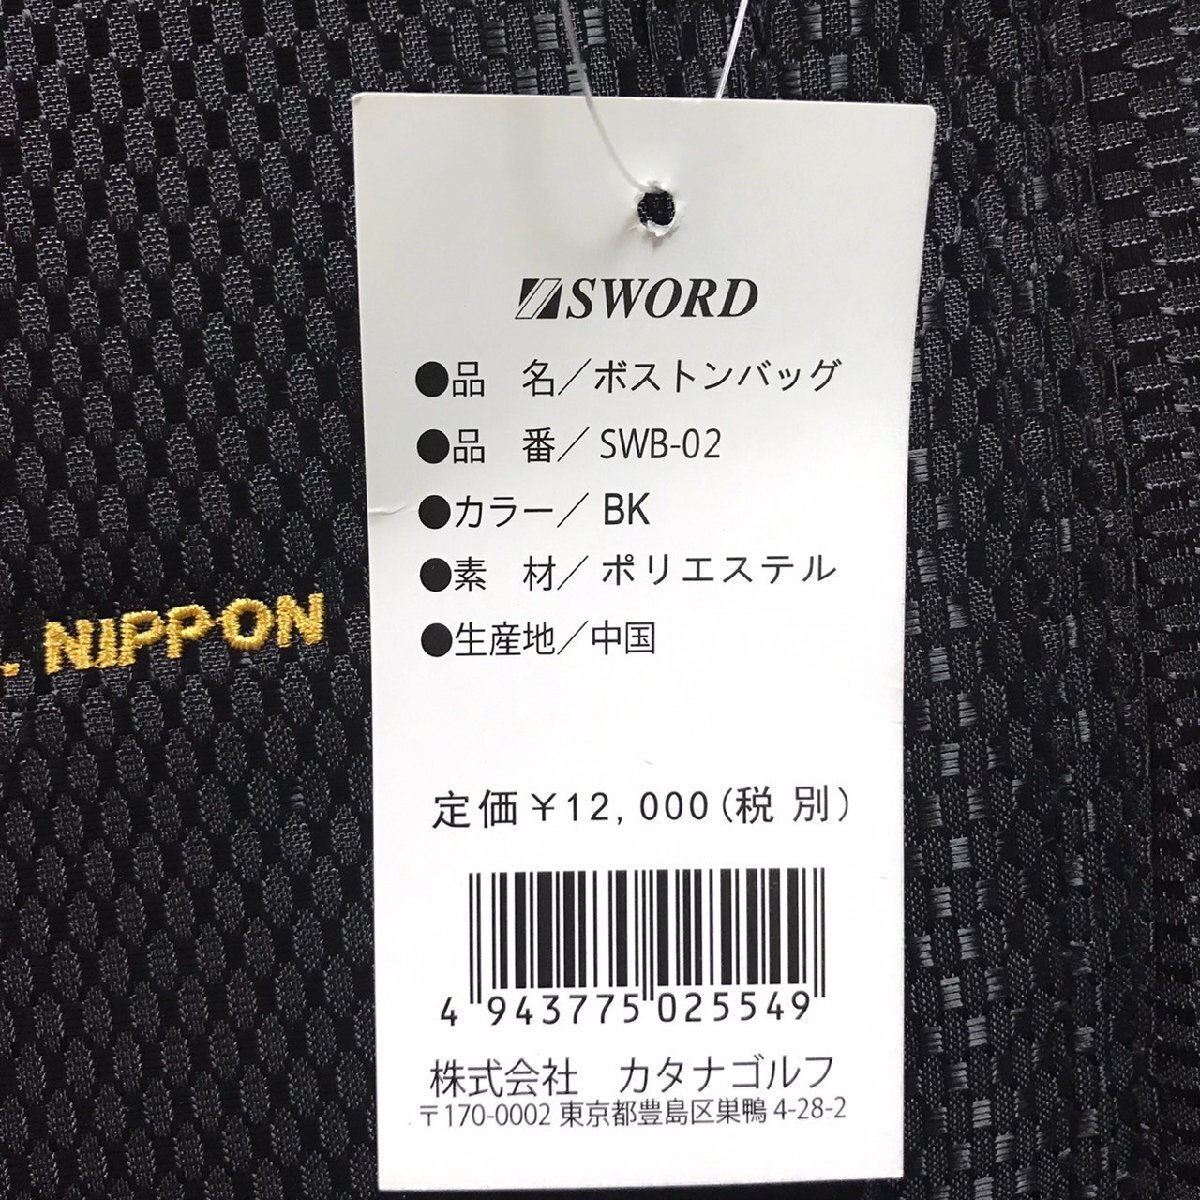 SWORD
●品　名／ボストンバッグ
●品　番／ SWB-02
●カラー／ BK
●素　材／ポリエステル
●生産地／中国
. NIPPON
定価￥12,000(税 別)
4 943775 025549
株式会社　カタナゴルフ
〒170-0002 東京都豊島区巣鴨 4-28-2